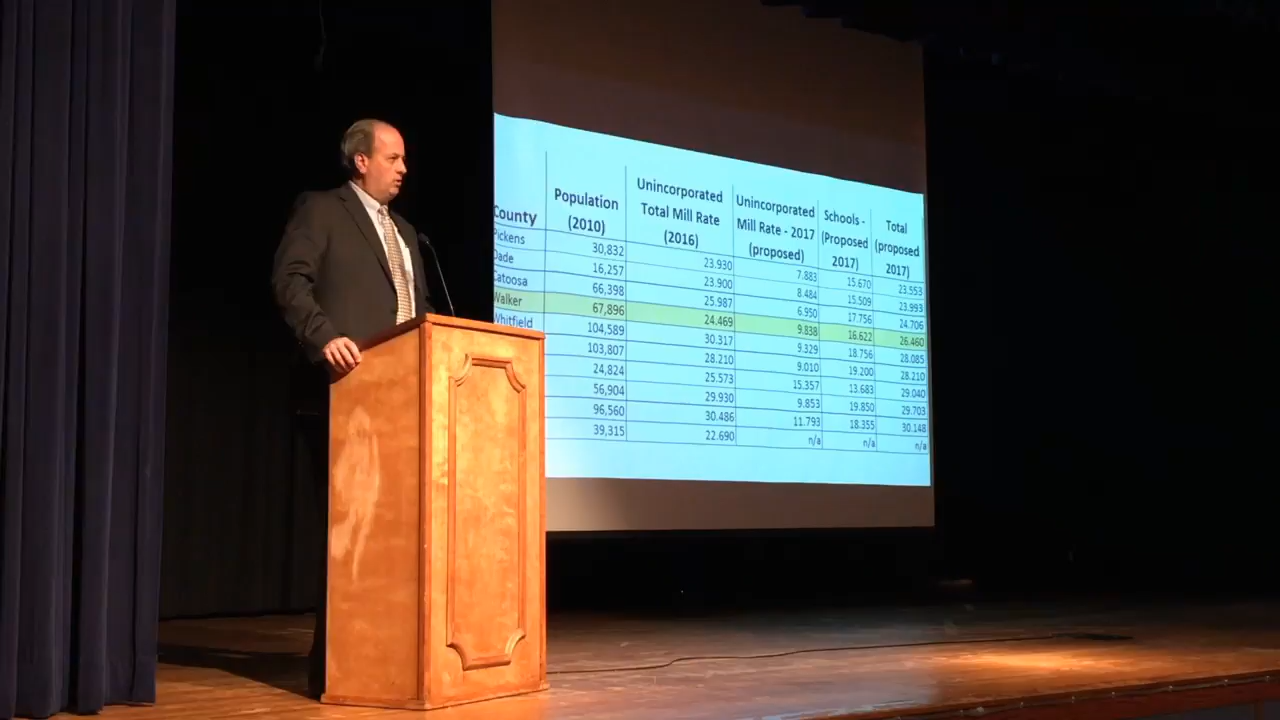 County
Population
(2010)
Unincorporated
Total Mill Rate
(2016)
Unincorporated
Mill Rate - 2017
(proposed)
Schools -
(Proposed
2017)
Total
(proposed
2017)
Pickens 30,832 23.930 7.883 15.670 23.553
Dade 16,257 23.900 8.484 15.509 23.993
Catoosa 66,398 25.987 6.950 17.756 24.706
Walker 67,896 24.469 9.838 16.622 26.460
Whitfield 104,589 30.317 9.329 18.756 28.085
103,807 28.210 9.010 19.200 28.210
24,824 25.573 15.357 13.683 29.040
56,904 29.930 9.853 19.850 29.703
96,560 30.486 11.793 18.355 30.148
39,315 22.690 n/a n/a n/a